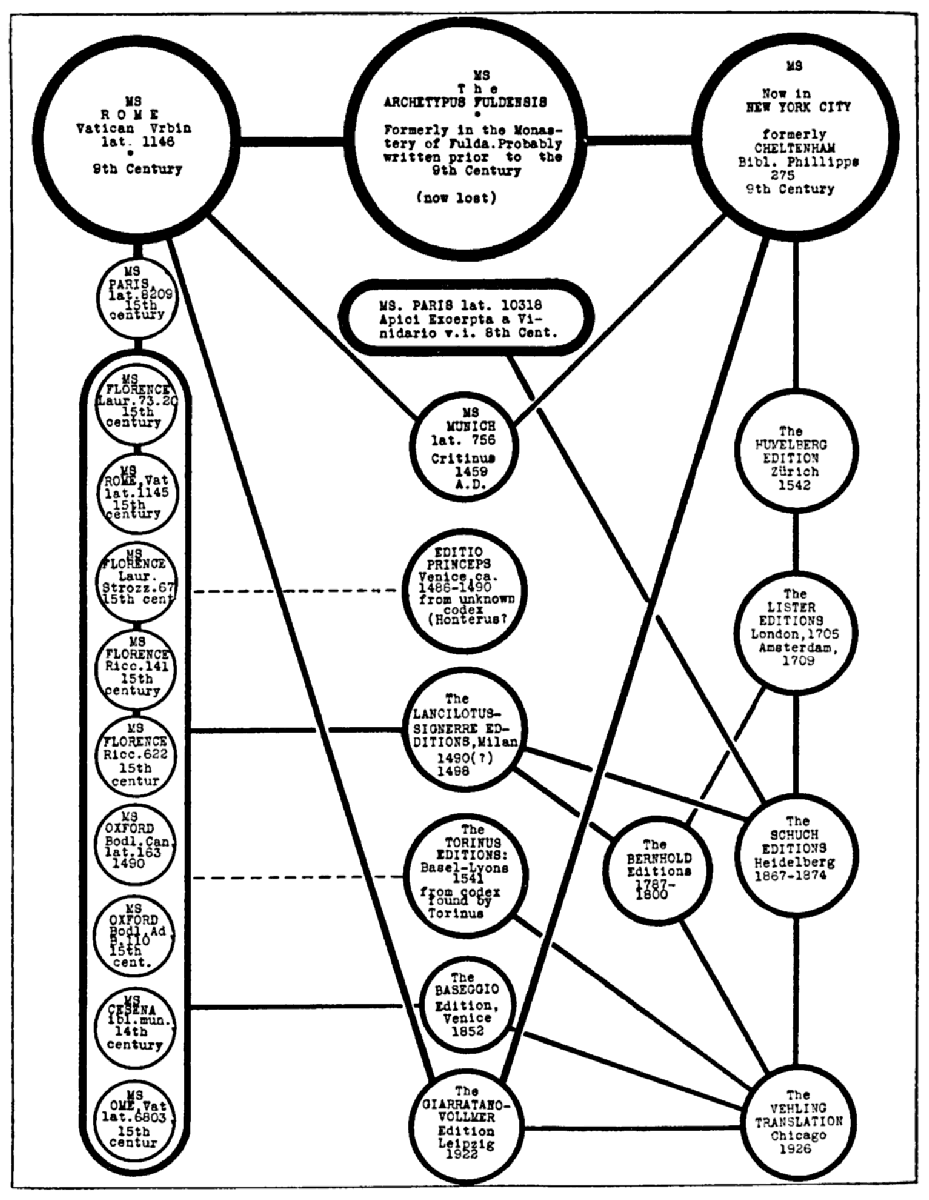 MS
ROME
Vatican Vrbin
lat. 1146
9th Century
MS
The
ARCHETYPUS FULDENSIS
Formerly in the Monas-
tery of Fulda.Probably
written prior to the
9th Century
(now lost)
MS
Now in
NEW YORK CITY
formerly
CHELTENHAM
Bibl. Phillipps
275
9th Century
MS
PARIS,
lat.8209
15th
century
MS. PARIS lat. 10318
Apici Excerpta a Vi-
nidario v.i. 8th Cent.
MS
FLORENCE
Laur.73.20
15th
century
MS
ROME,Vat
lat.1145
15th
century
MS
FLORENCE
Laur.
Strozz.67
15th cent
MS
FLORENCE
Ricc.141
15th
century
MS
FLORENCE
Ricc.622
15th
centur
MS
OXFORD
Bodl.Can.
lat.163
1490
MS
OXFORD
Bodl.Ad
B.110
15th
cent.
MS
CESENA
ibl.mun.
14th
century
MS
OME,Vat
lat.6803
15th
centur
MS
MUNICH
lat. 756
Critinus
1459
A.D.
EDITIO
PRINCEPS
Venice,ca.
1486-1490
from unknown
codex
(Honterus?
The
LANCILOTUS-
SIGNERRE ED-
DITIONS,Milan
1490(?)
1498
The
TORINUS
EDITIONS:
Basel-Lyons
1541
from codex
found by
Torinus
The
BASEGGIO
Edition,
Venice
1852
The
GIARRATANO-
VOLLMER
Edition
Leipzig
1922
The
HUMELBERG
EDITION
Zürich
1542
The
LISTER
EDITIONS
London,1705
Amsterdam,
1709
The
BERNHOLD
Editions
1787-
1800
The
SCHUCH
EDITIONS
Heidelberg
1867-1874
The
VEHLING
TRANSLATION
Chicago
1926